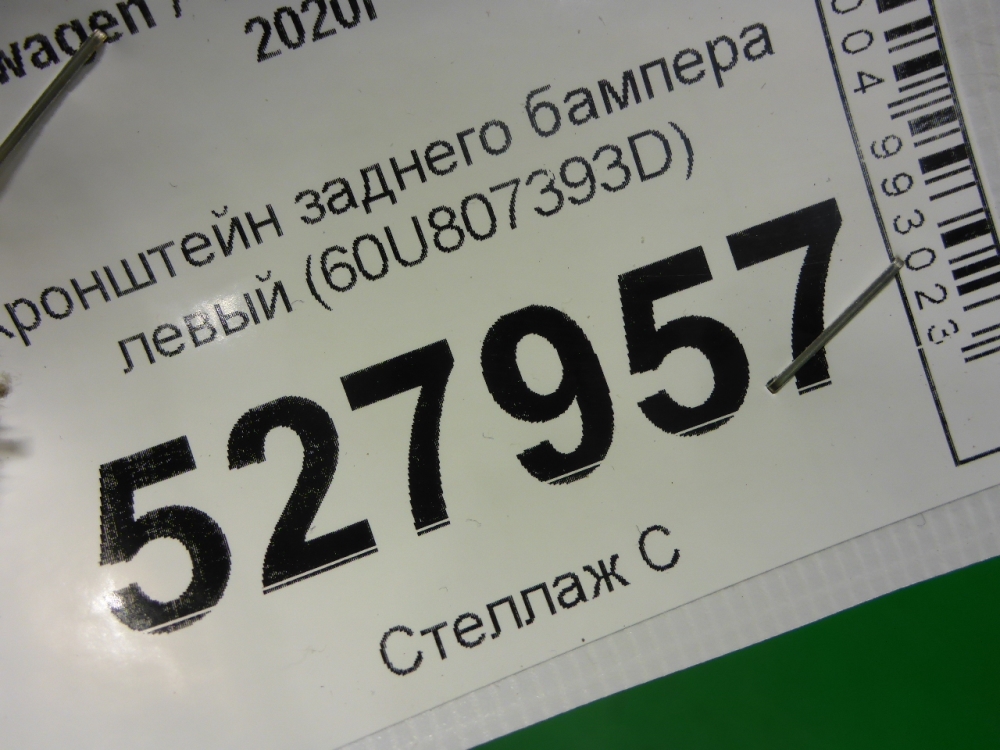 wagen
2020г
Кронштейн заднего бампера
левый (60U807393D)
527957
Стеллаж С
004 993023